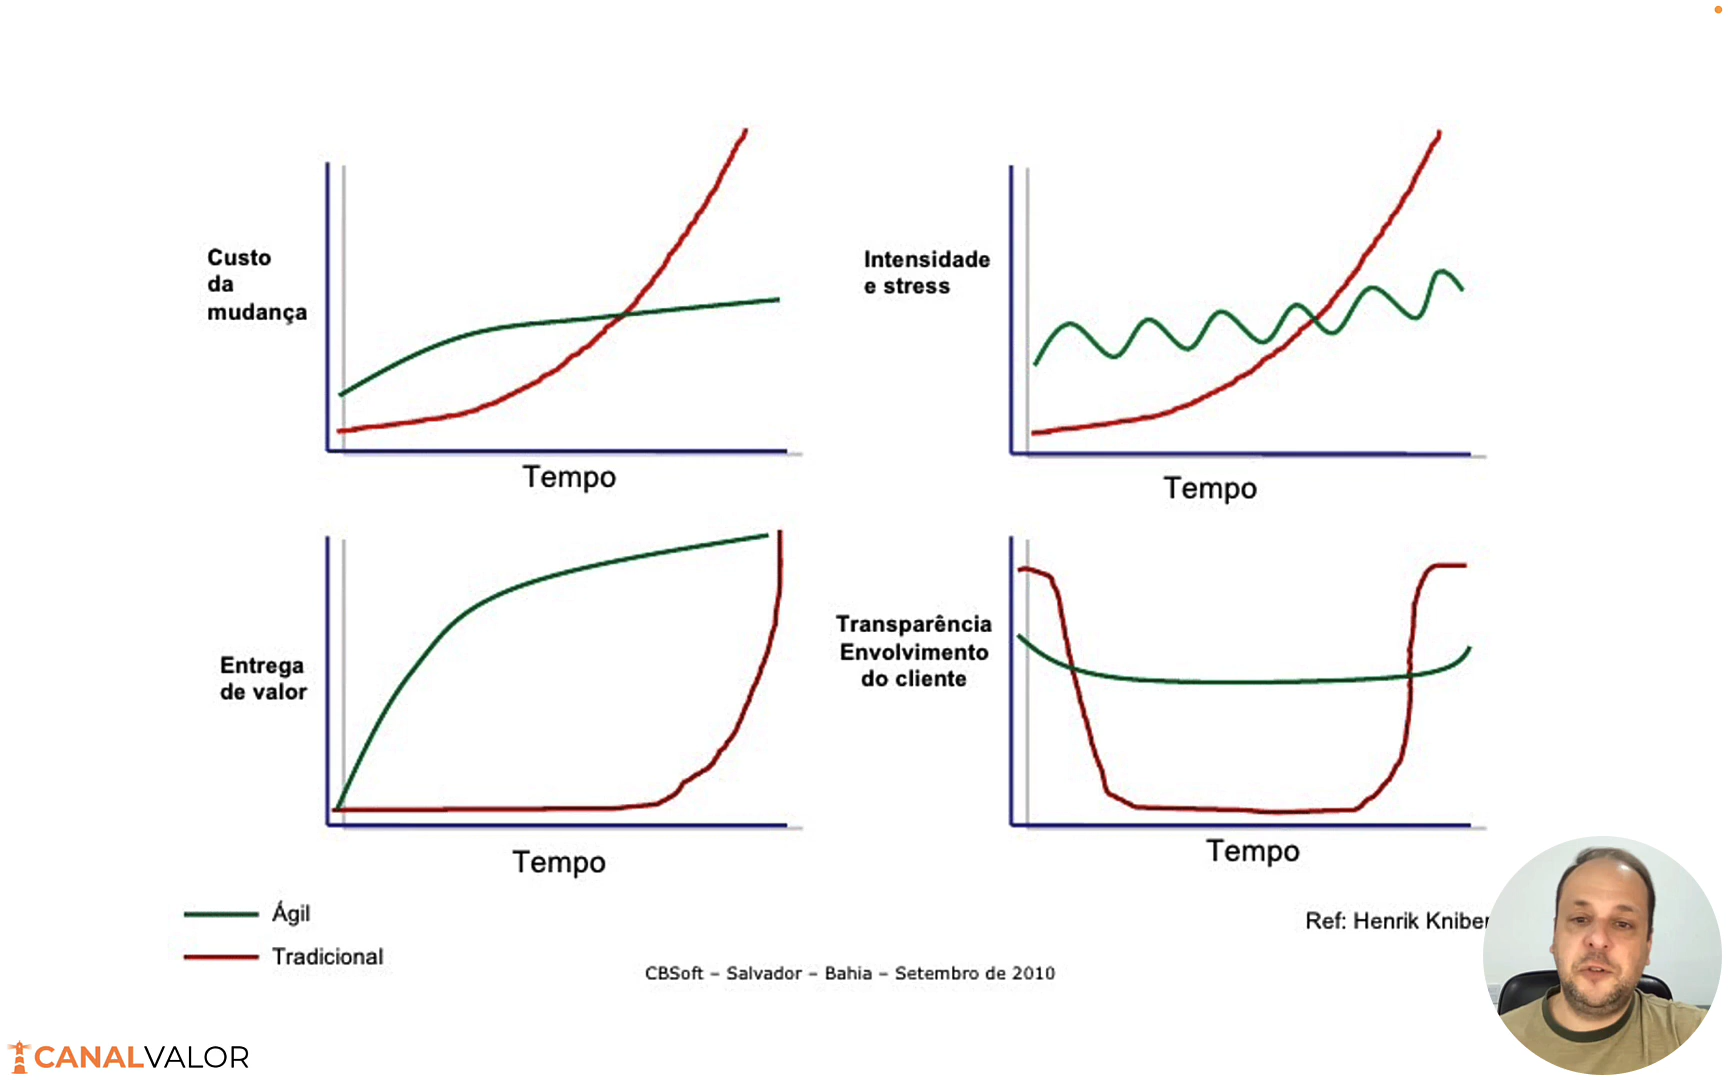 Custo
da
mudança
Tempo
Intensidade
e stress
Tempo
Entrega
de valor
Tempo
Transparência
Envolvimento
do cliente
Tempo
Ágil
Tradicional
Ref: Henrik Kniber
CBSoft – Salvador – Bahia – Setembro de 2010
CANALVALOR